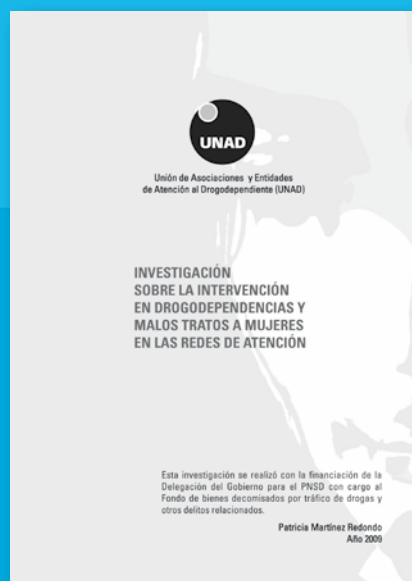 UNAD
Unión de Asociaciones y Entidades
de Atención al Drogodependiente (UNAD)
INVESTIGACIÓN
SOBRE LA INTERVENCIÓN
EN DROGODEPENDENCIAS Y
MALOS TRATOS A MUJERES
EN LAS REDES DE ATENCIÓN
Esta investigación se realizó con la financiación de la
Delegación del Gobierno para el PNSD con cargo al
Fondo de bienes decomisados por tráfico de drogas y
otros delitos relacionados.
Patricia Martínez Redondo
Año 2009